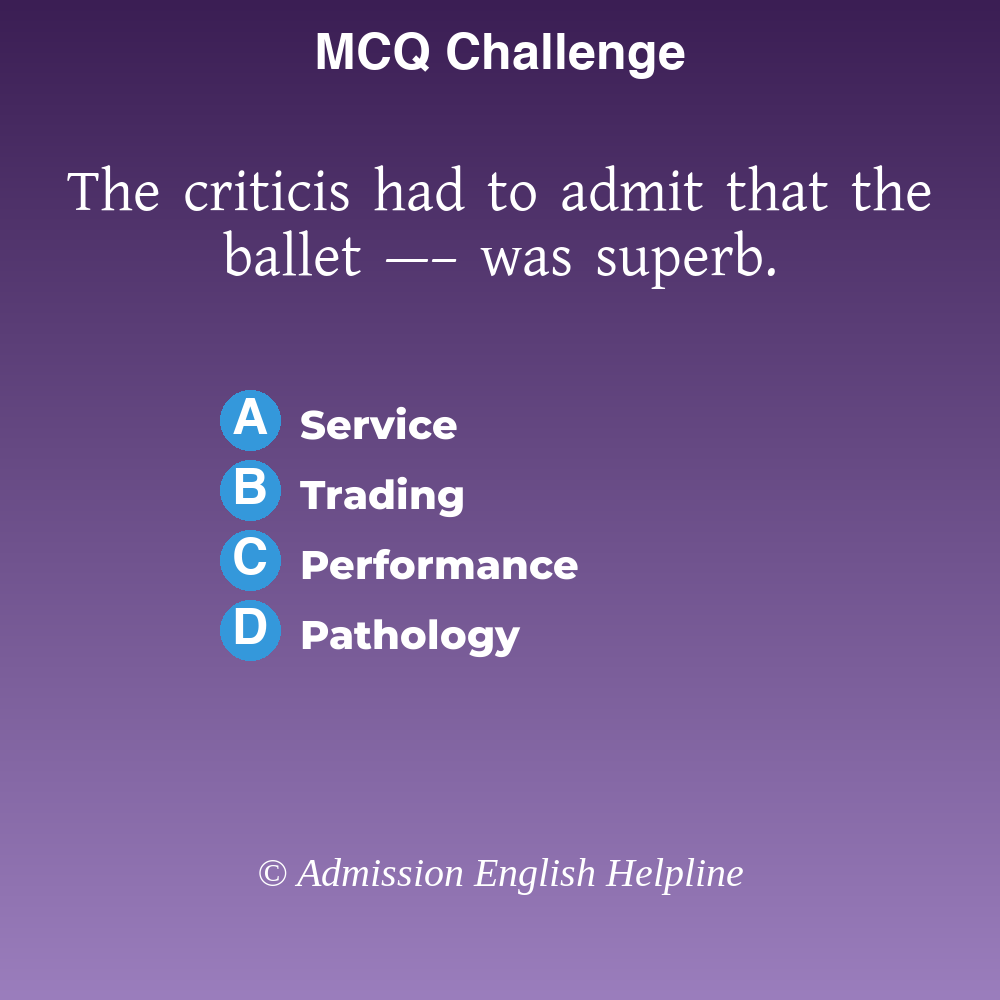 MCQ Challenge
The criticis had to admit that the
ballet —– was superb.
A Service
B Trading
C Performance
D Pathology
© Admission English Helpline